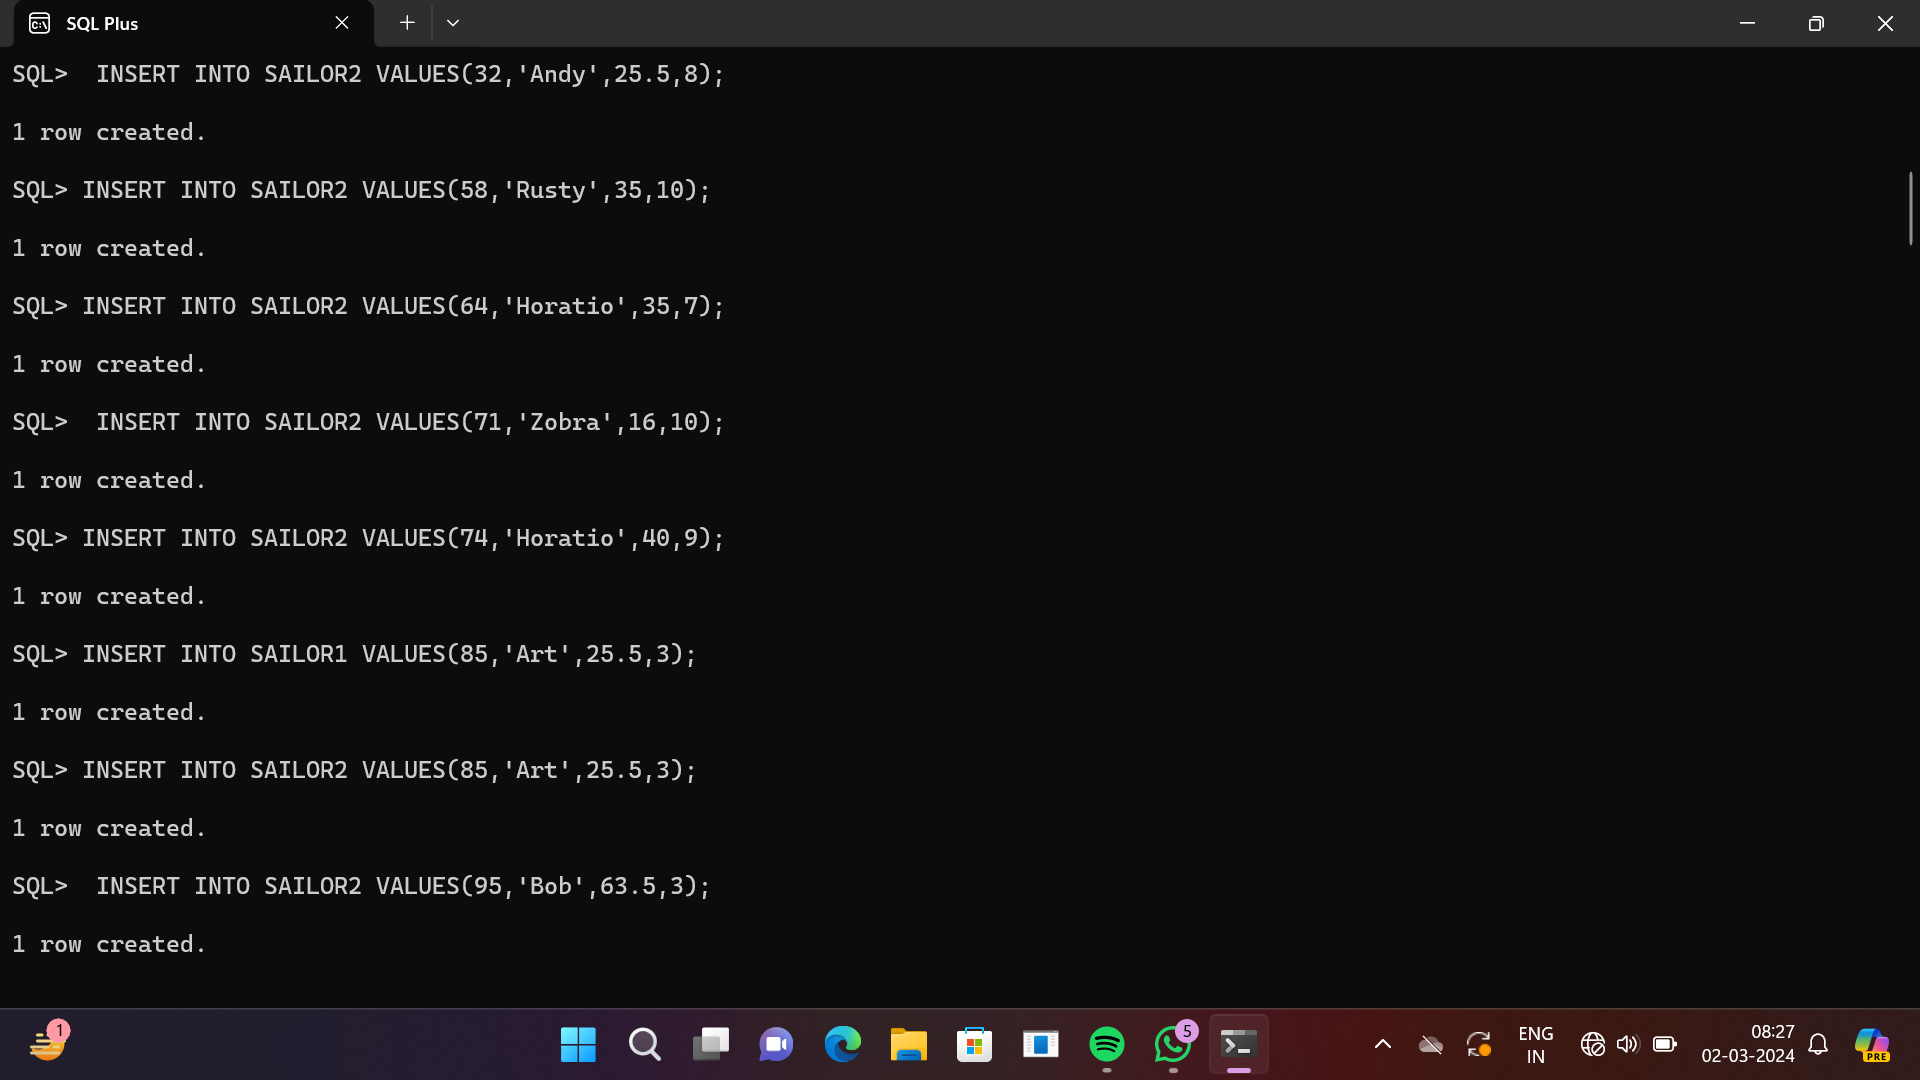 SQL Plus
SQL>  INSERT INTO SAILOR2 VALUES(32,'Andy',25.5,8);
1 row created.
SQL> INSERT INTO SAILOR2 VALUES(58,'Rusty',35,10);
1 row created.
SQL> INSERT INTO SAILOR2 VALUES(64,'Horatio',35,7);
1 row created.
SQL>  INSERT INTO SAILOR2 VALUES(71,'Zobra',16,10);
1 row created.
SQL> INSERT INTO SAILOR2 VALUES(74,'Horatio',40,9);
1 row created.
SQL> INSERT INTO SAILOR1 VALUES(85,'Art',25.5,3);
1 row created.
SQL> INSERT INTO SAILOR2 VALUES(85,'Art',25.5,3);
1 row created.
SQL>  INSERT INTO SAILOR2 VALUES(95,'Bob',63.5,3);
1 row created.
1
5
ENG
IN
08:27
02-03-2024
PRE